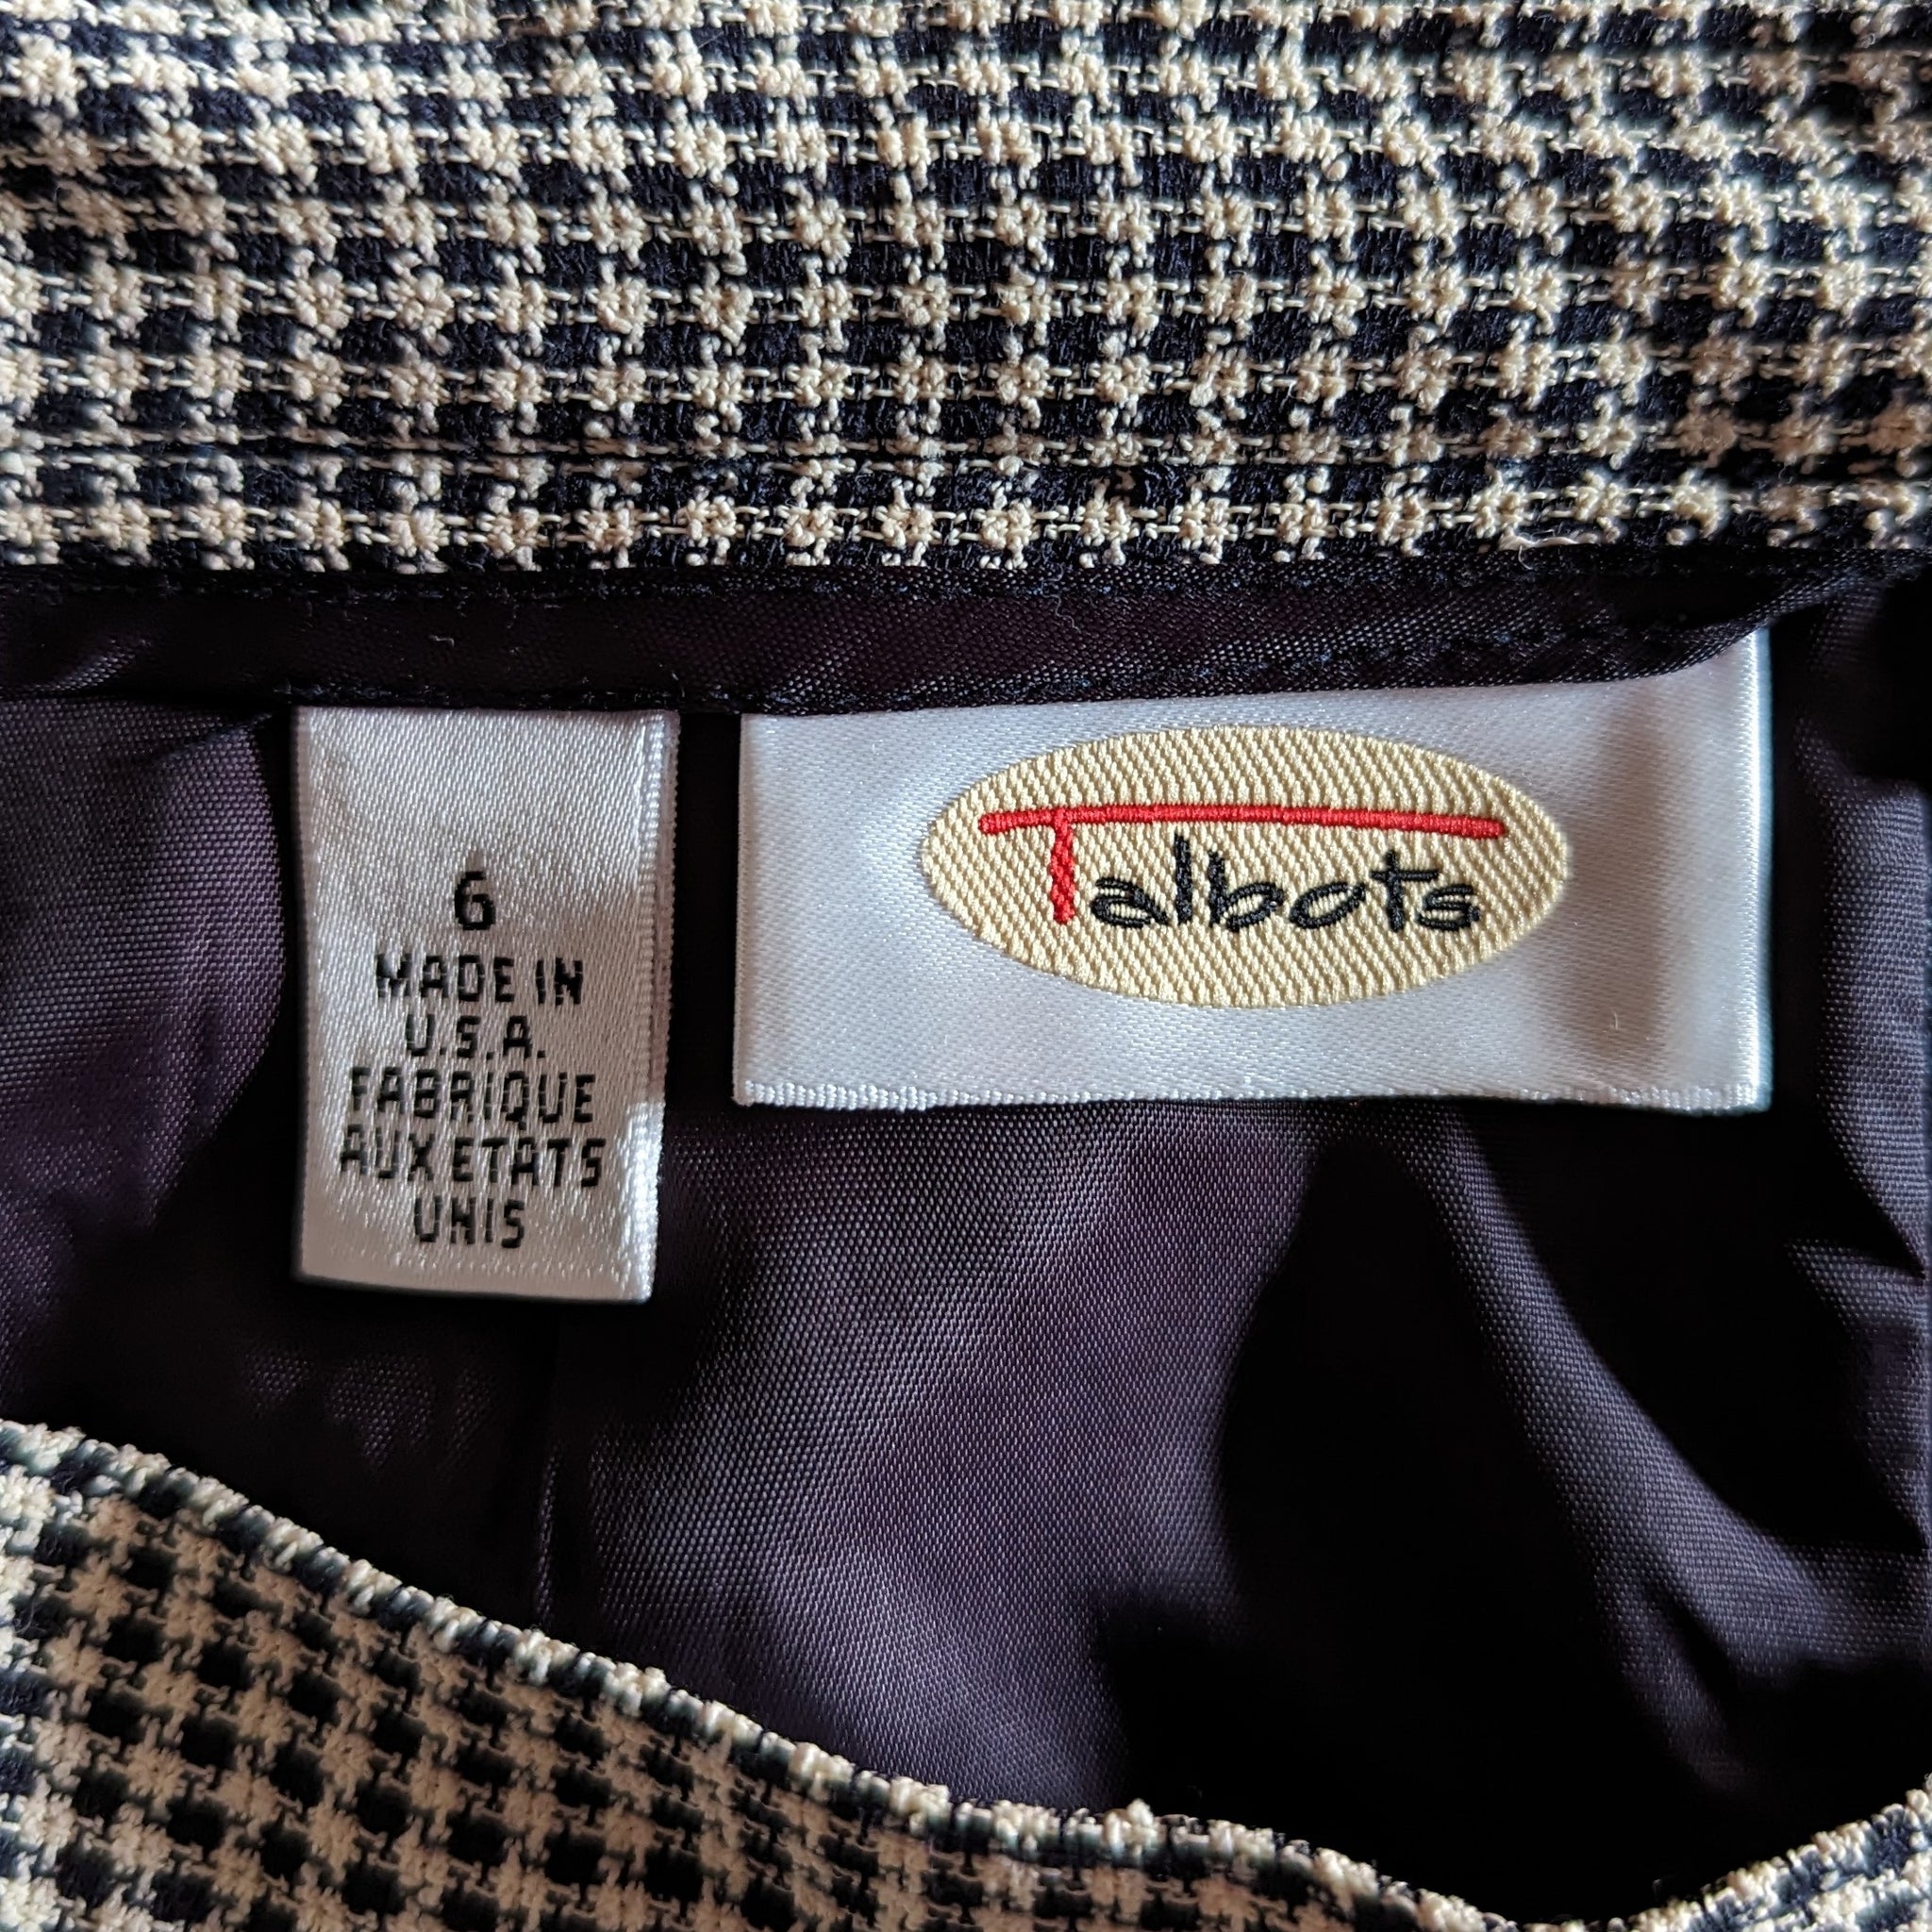 6
MADE IN
U.S.A.
FABRIQUE
AUX ETATS
UNIS
Talbots